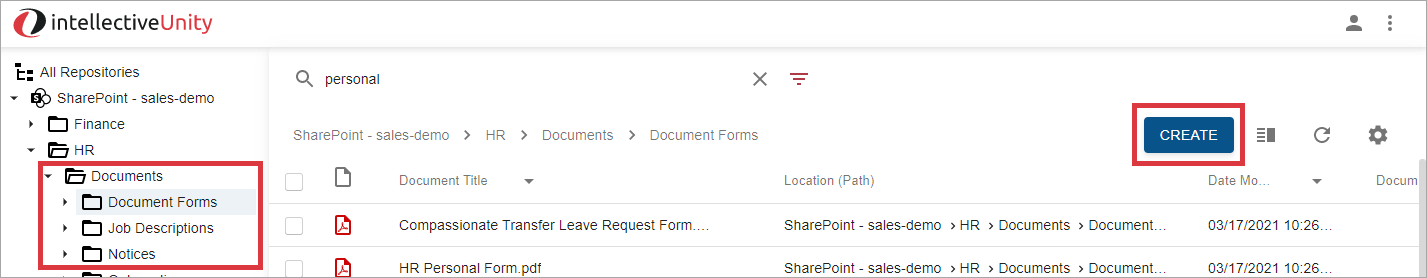 intellectiveUnity
All Repositories
SharePoint - sales-demo
Finance
HR
Documents
Document Forms
Job Descriptions
Notices
personal
SharePoint - sales-demo > HR > Documents > Document Forms
CREATE
Document Title
Location (Path)
Date Mo...
Docum
Compassionate Transfer Leave Request Form....
SharePoint - sales-demo > HR > Documents > Document...
03/17/2021 10:26...
HR Personal Form.pdf
SharePoint - sales-demo > HR > Documents > Document...
03/17/2021 10:26...